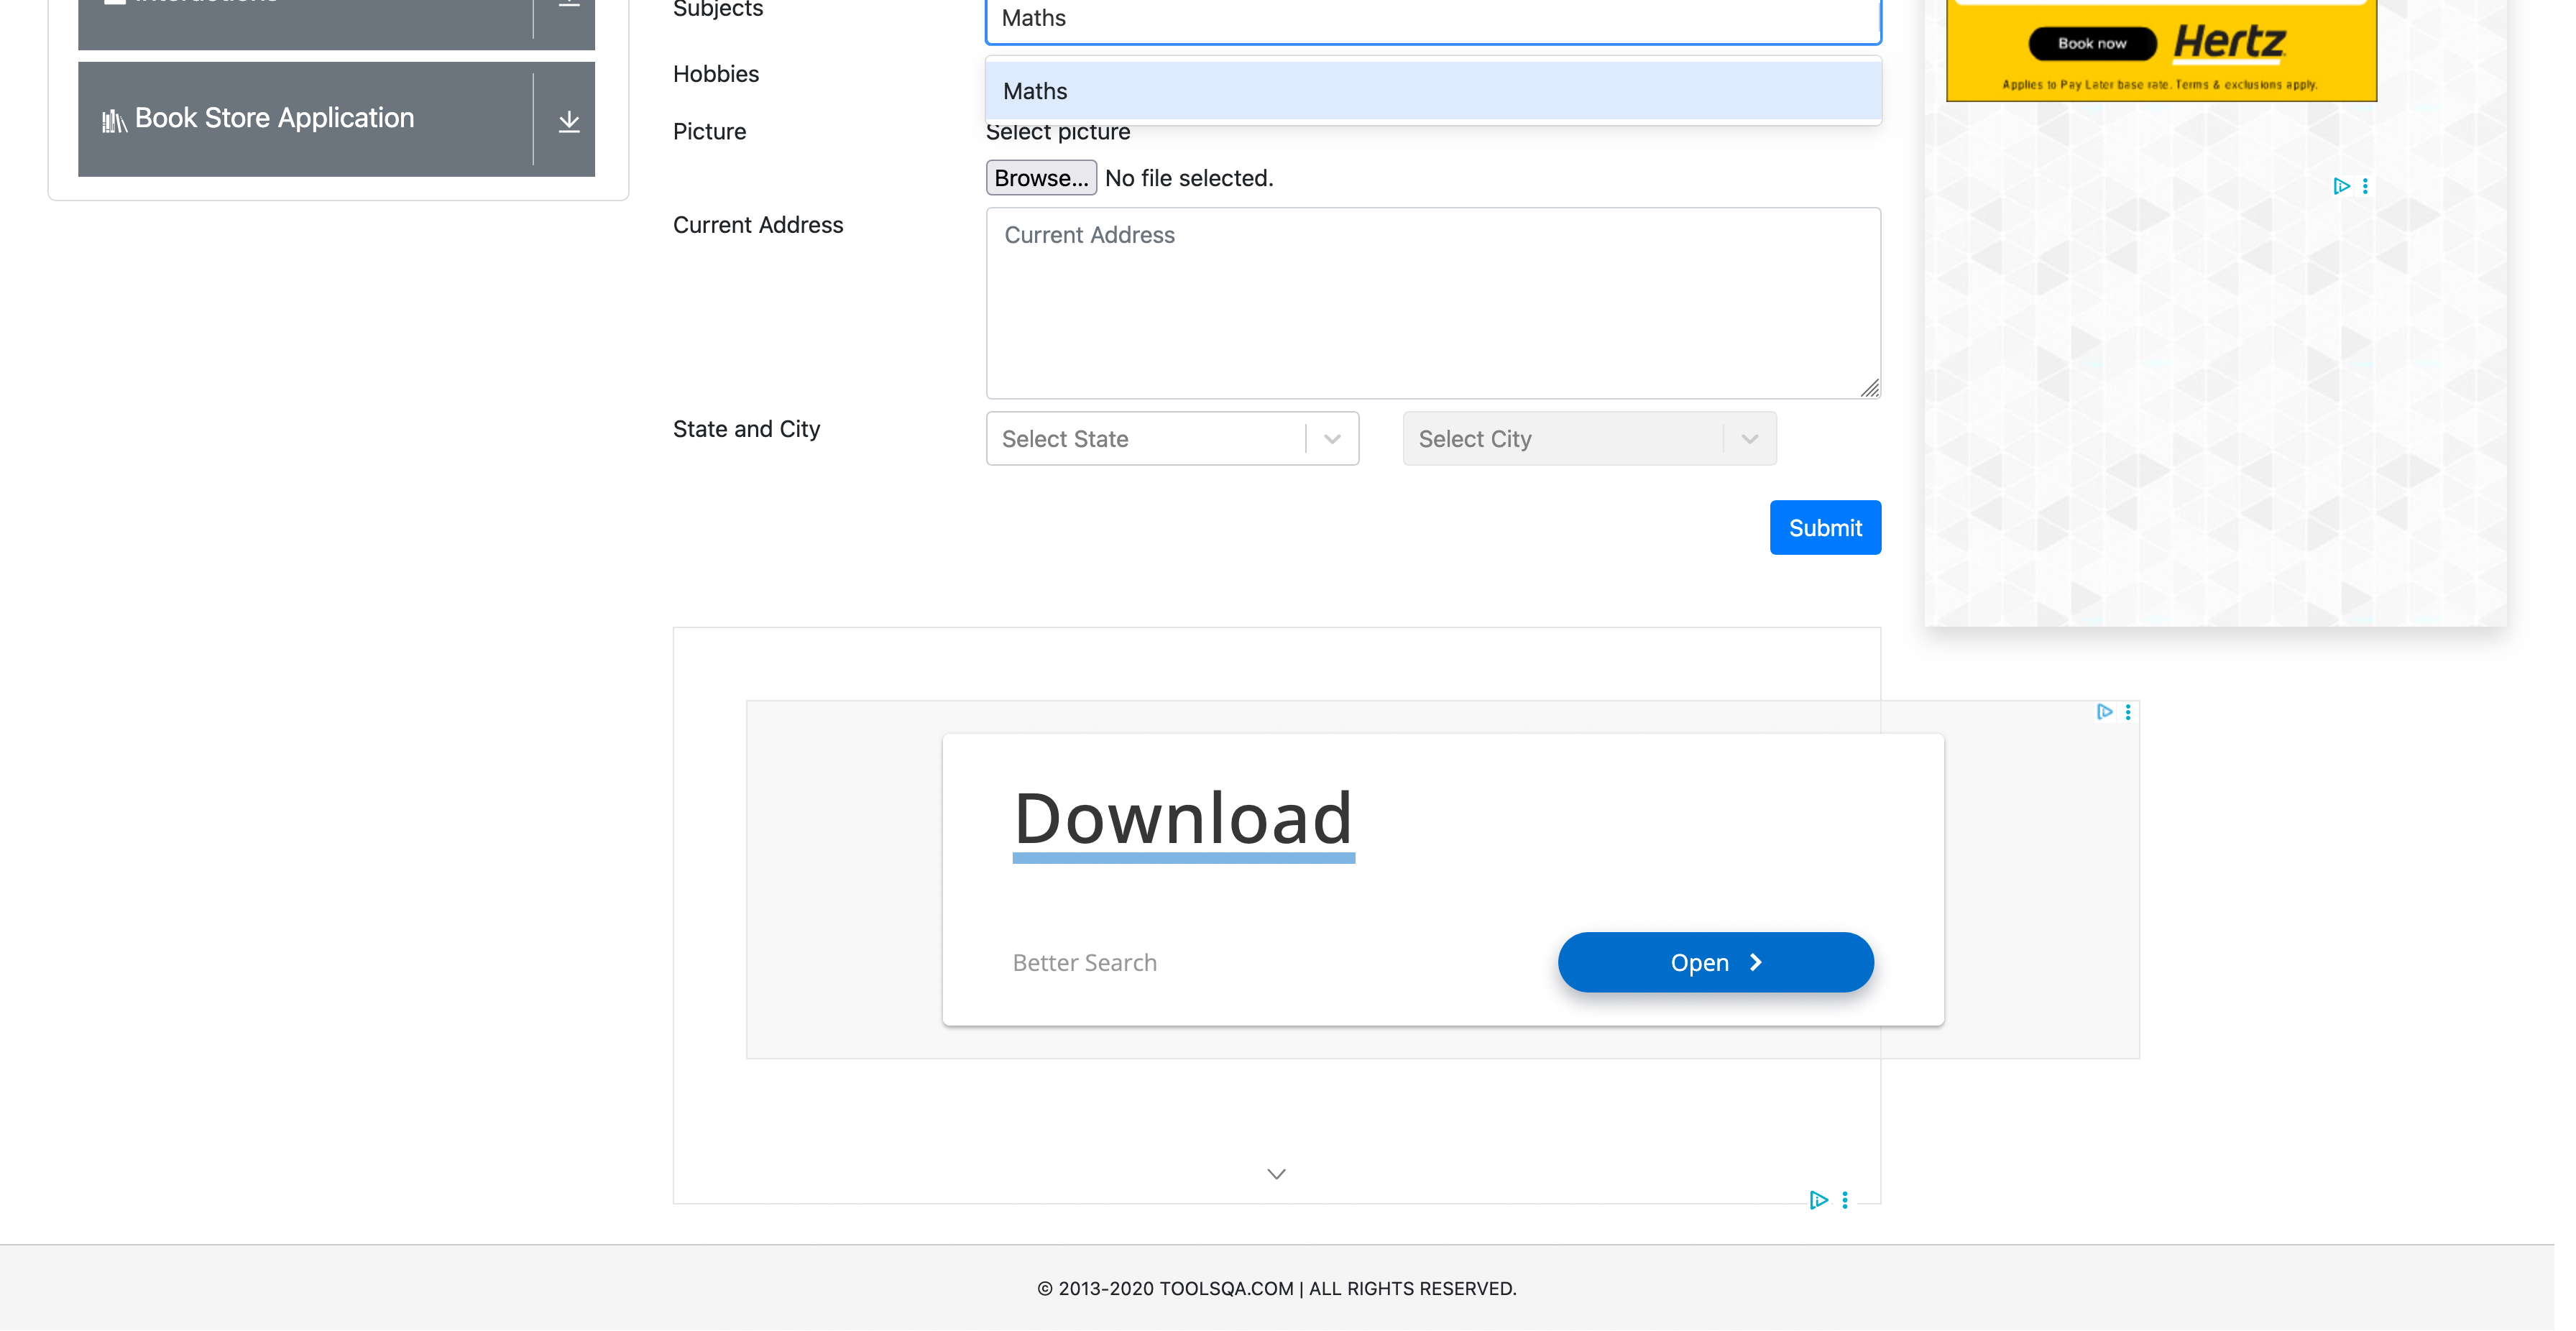 Interactions
Book Store Application
Subjects
Maths
Hobbies
Maths
Picture
Select picture
Browse... No file selected.
Current Address
Current Address
State and City
Select State
Select City
Submit
Book now
Hertz
Applies to Pay Later base rate. Terms & exclusions apply.
Download
Better Search
Open
© 2013-2020 TOOLSQA.COM | ALL RIGHTS RESERVED.